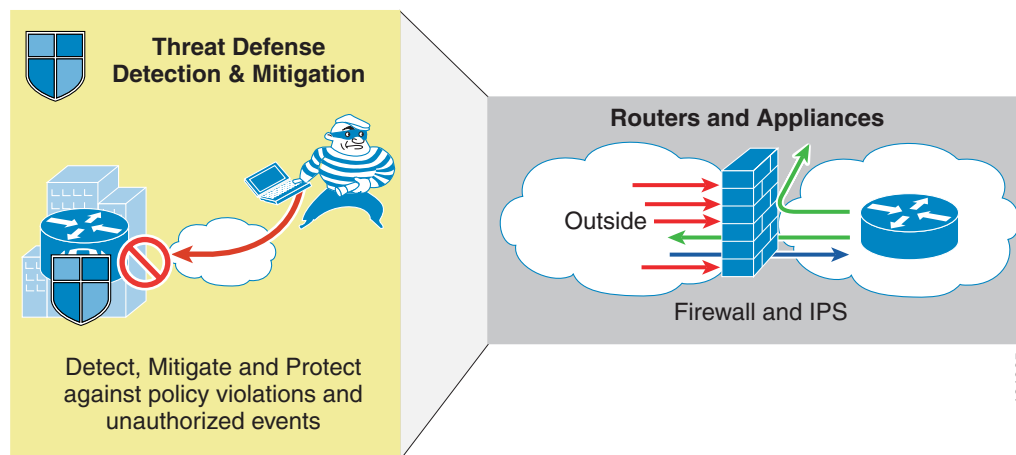 Threat Defense
Detection & Mitigation
Detect, Mitigate and Protect
against policy violations and
unauthorized events
Routers and Appliances
Outside
Firewall and IPS